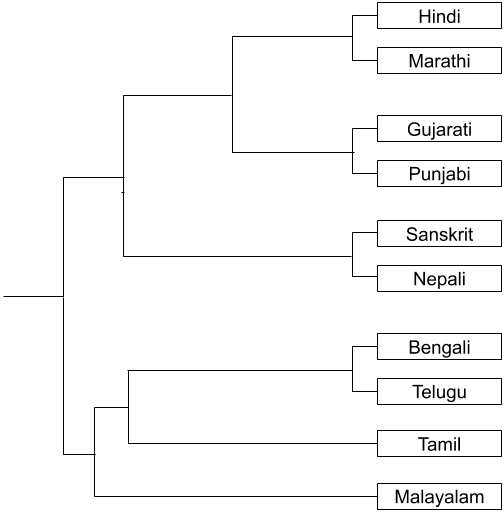 Hindi
Marathi
Gujarati
Punjabi
Sanskrit
Nepali
Bengali
Telugu
Tamil
Malayalam